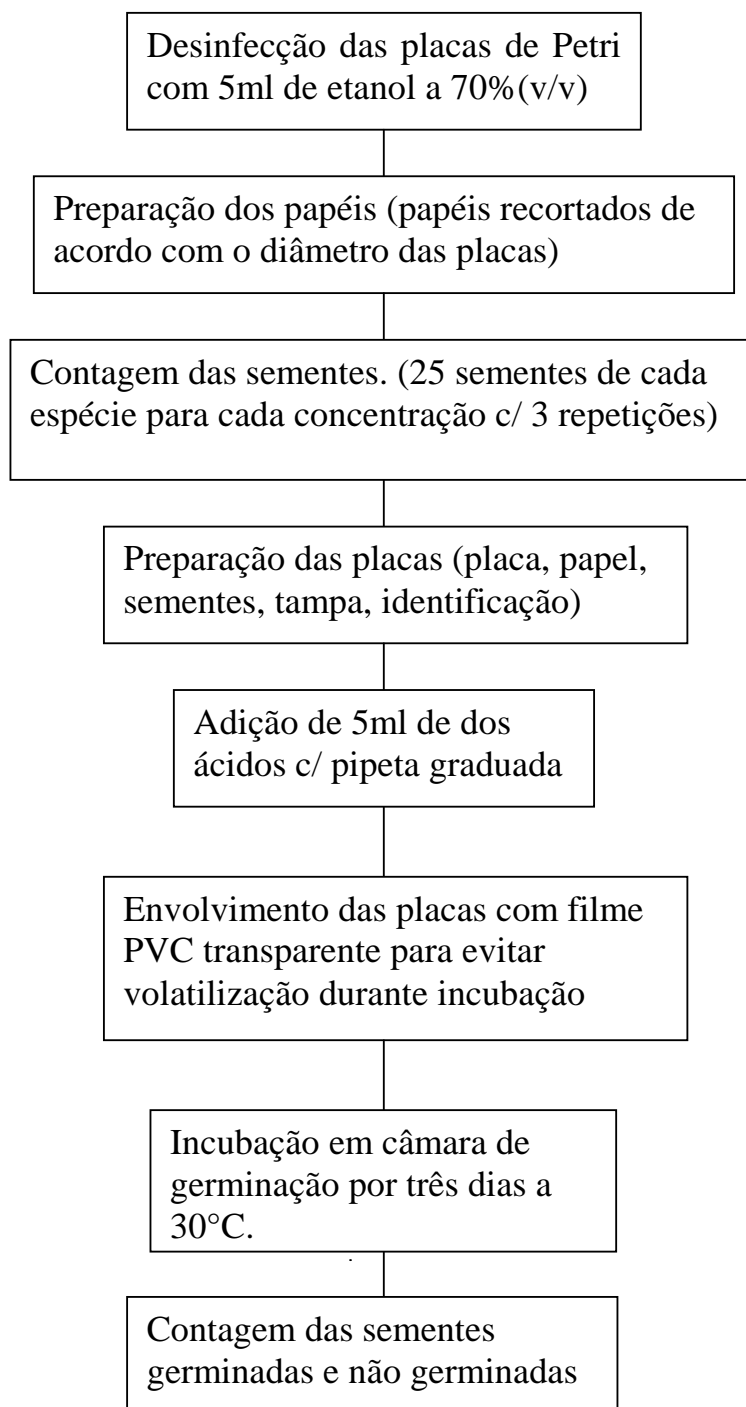 Desinfecção das placas de Petri
com 5ml de etanol a 70%(v/v)
Preparação dos papéis (papéis recortados de
acordo com o diâmetro das placas)
Contagem das sementes. (25 sementes de cada
espécie para cada concentração c/ 3 repetições)
Preparação das placas (placa, papel,
sementes, tampa, identificação)
Adição de 5ml de dos
ácidos c/ pipeta graduada
Envolvimento das placas com filme
PVC transparente para evitar
volatilização durante incubação
Incubação em câmara de
germinação por três dias a
30°C.
Contagem das sementes
germinadas e não germinadas